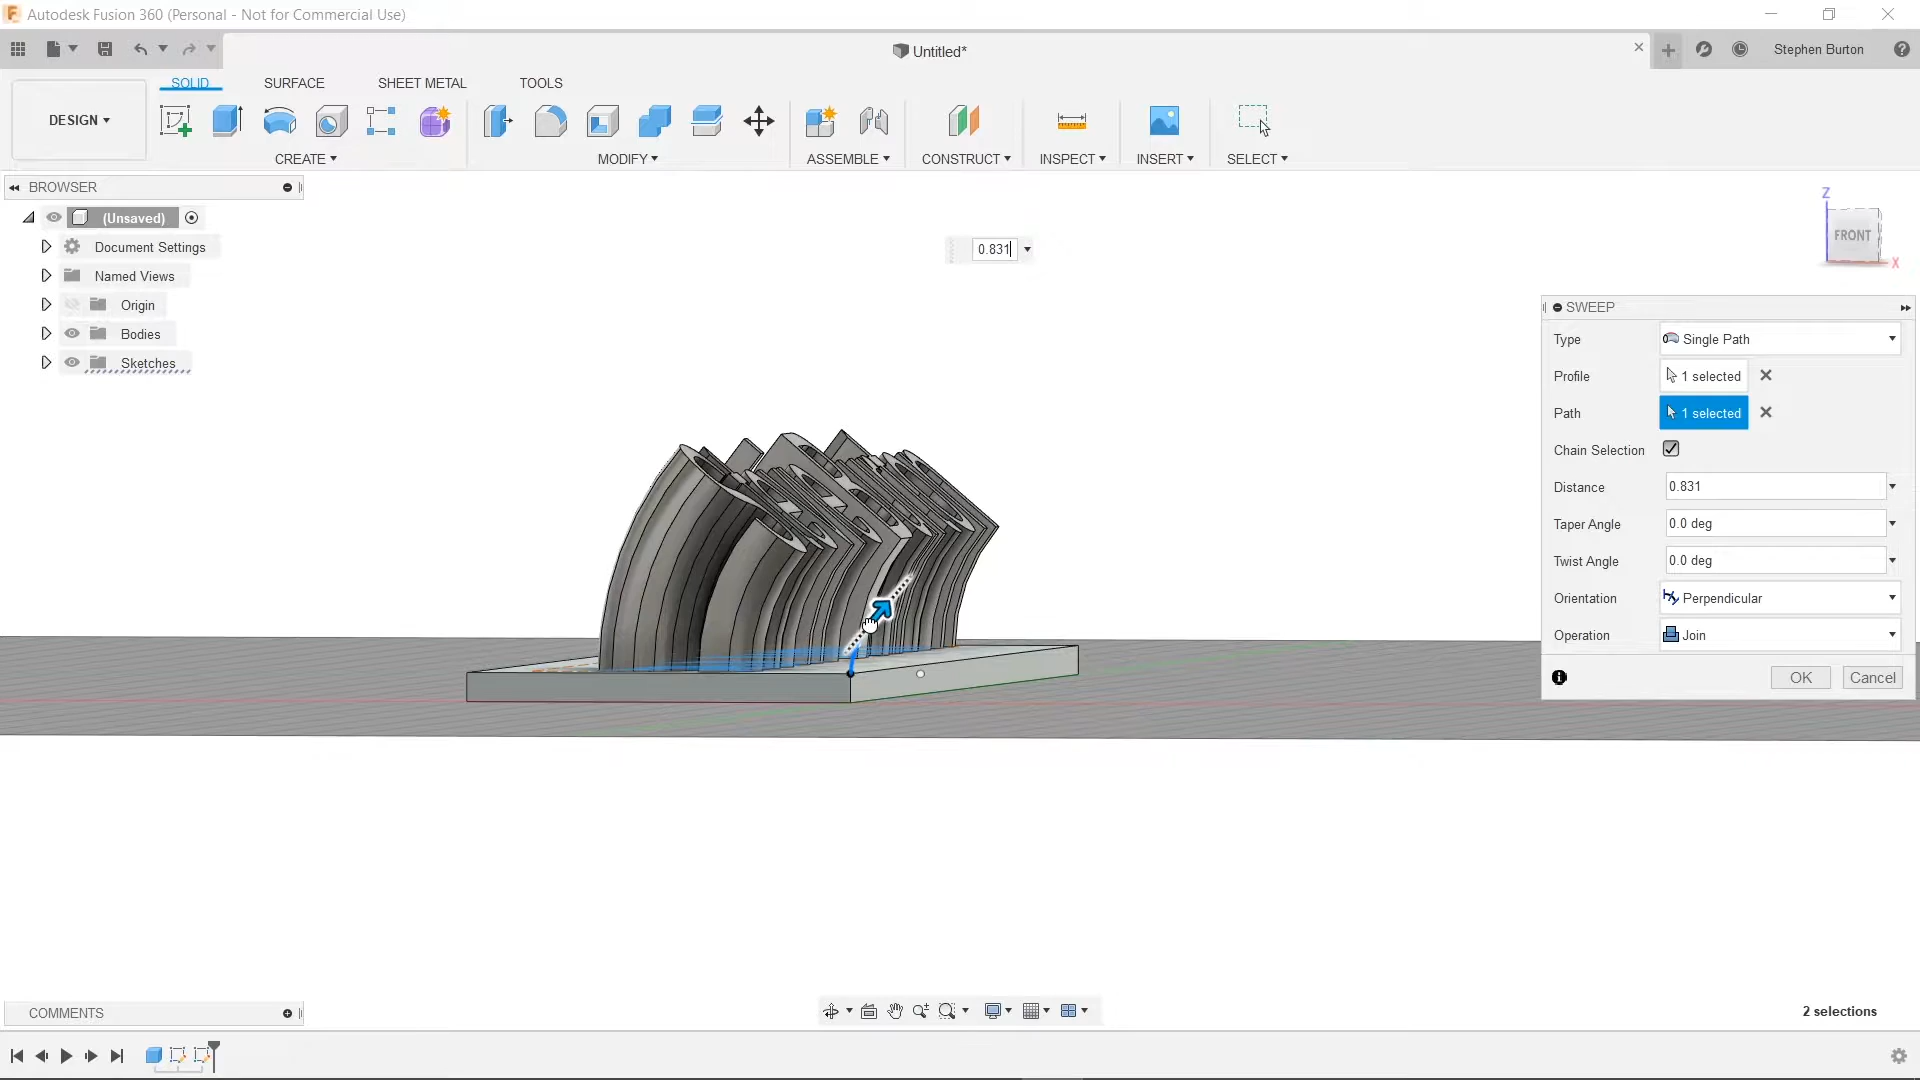 Autodesk Fusion 360 (Personal - Not for Commercial Use)
Untitled*
Stephen Burton
SOLID
SURFACE
SHEET METAL
TOOLS
DESIGN
CREATE
MODIFY
ASSEMBLE
CONSTRUCT
INSPECT
INSERT
SELECT
BROWSER
(Unsaved)
Document Settings
Named Views
Origin
Bodies
Sketches
0.831
Z
FRONT
X
SWEEP
Type
Single Path
Profile
1 selected
Path
1 selected
Chain Selection
Distance
0.831
Taper Angle
0.0 deg
Twist Angle
0.0 deg
Orientation
Perpendicular
Operation
Join
OK
Cancel
COMMENTS
2 selections